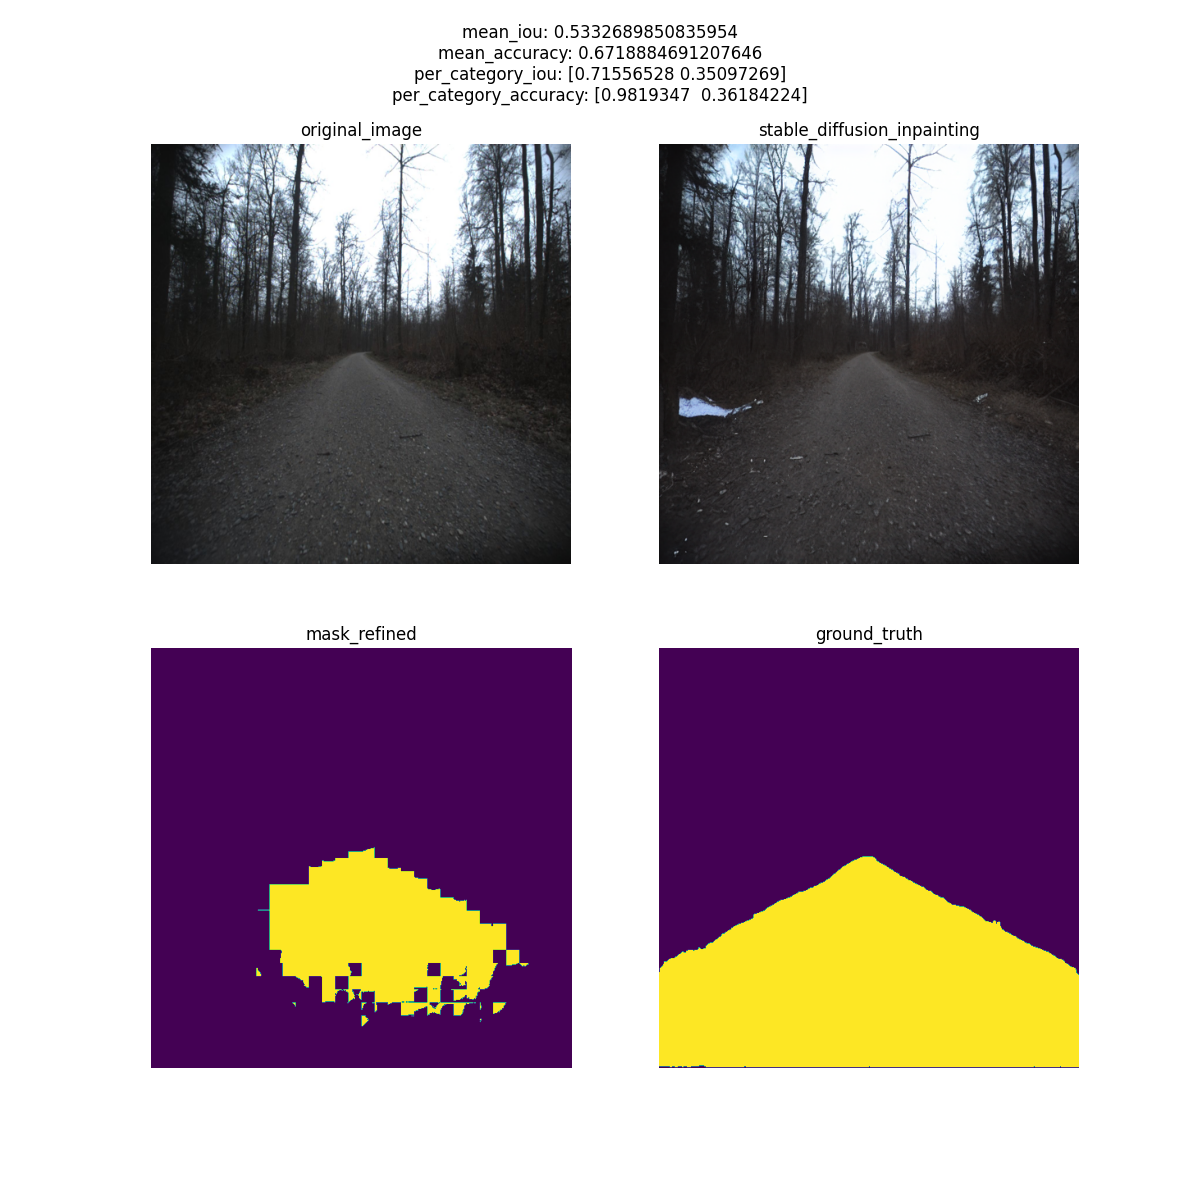 mean_iou: 0.5332689850835954
mean_accuracy: 0.6718884691207646
per_category_iou: [0.71556528 0.35097269]
per_category_accuracy: [0.9819347  0.36184224]
original_image
stable_diffusion_inpainting
mask_refined
ground_truth